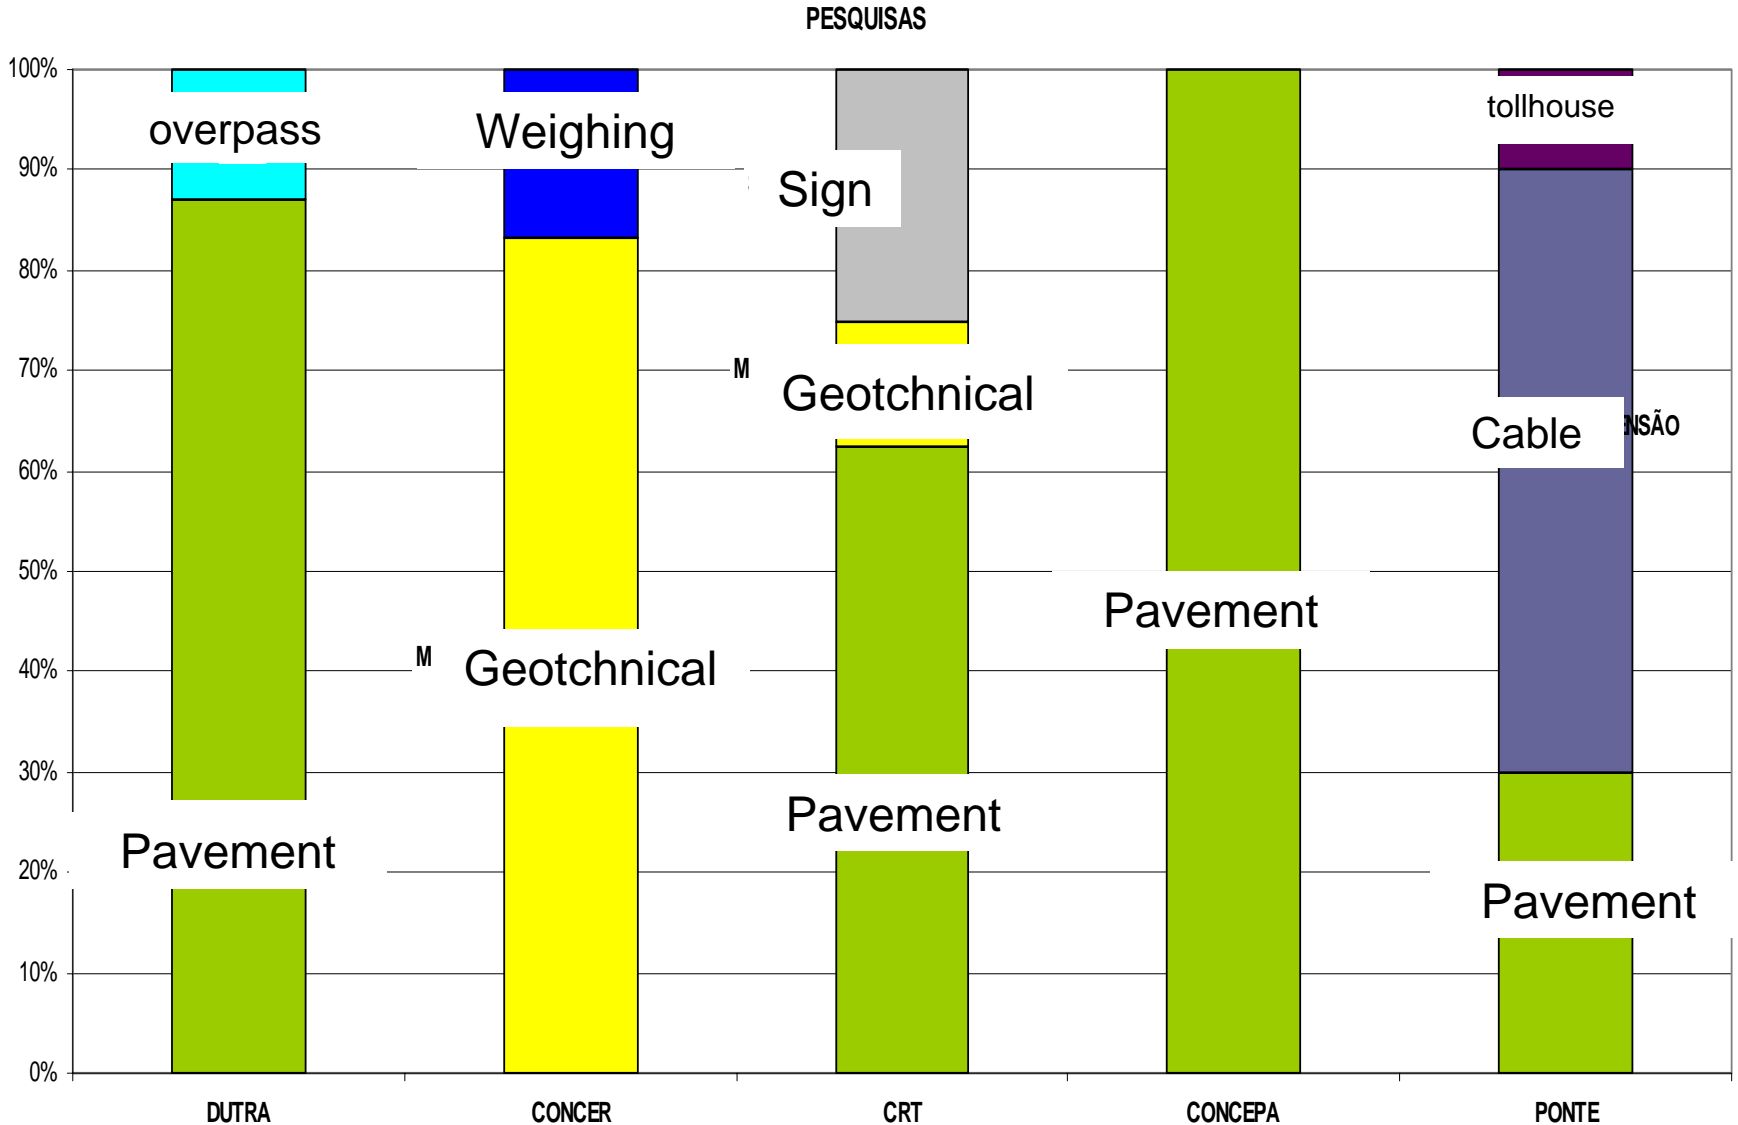 PESQUISAS
100%
90%
80%
70%
60%
50%
40%
30%
20%
10%
0%
overpass
Weighing
Sign
tollhouse
M
Geotchnical
Cable
NSÃO
Pavement
M
Geotchnical
Pavement
Pavement
Pavement
DUTRA
CONCER
CRT
CONCEPA
PONTE